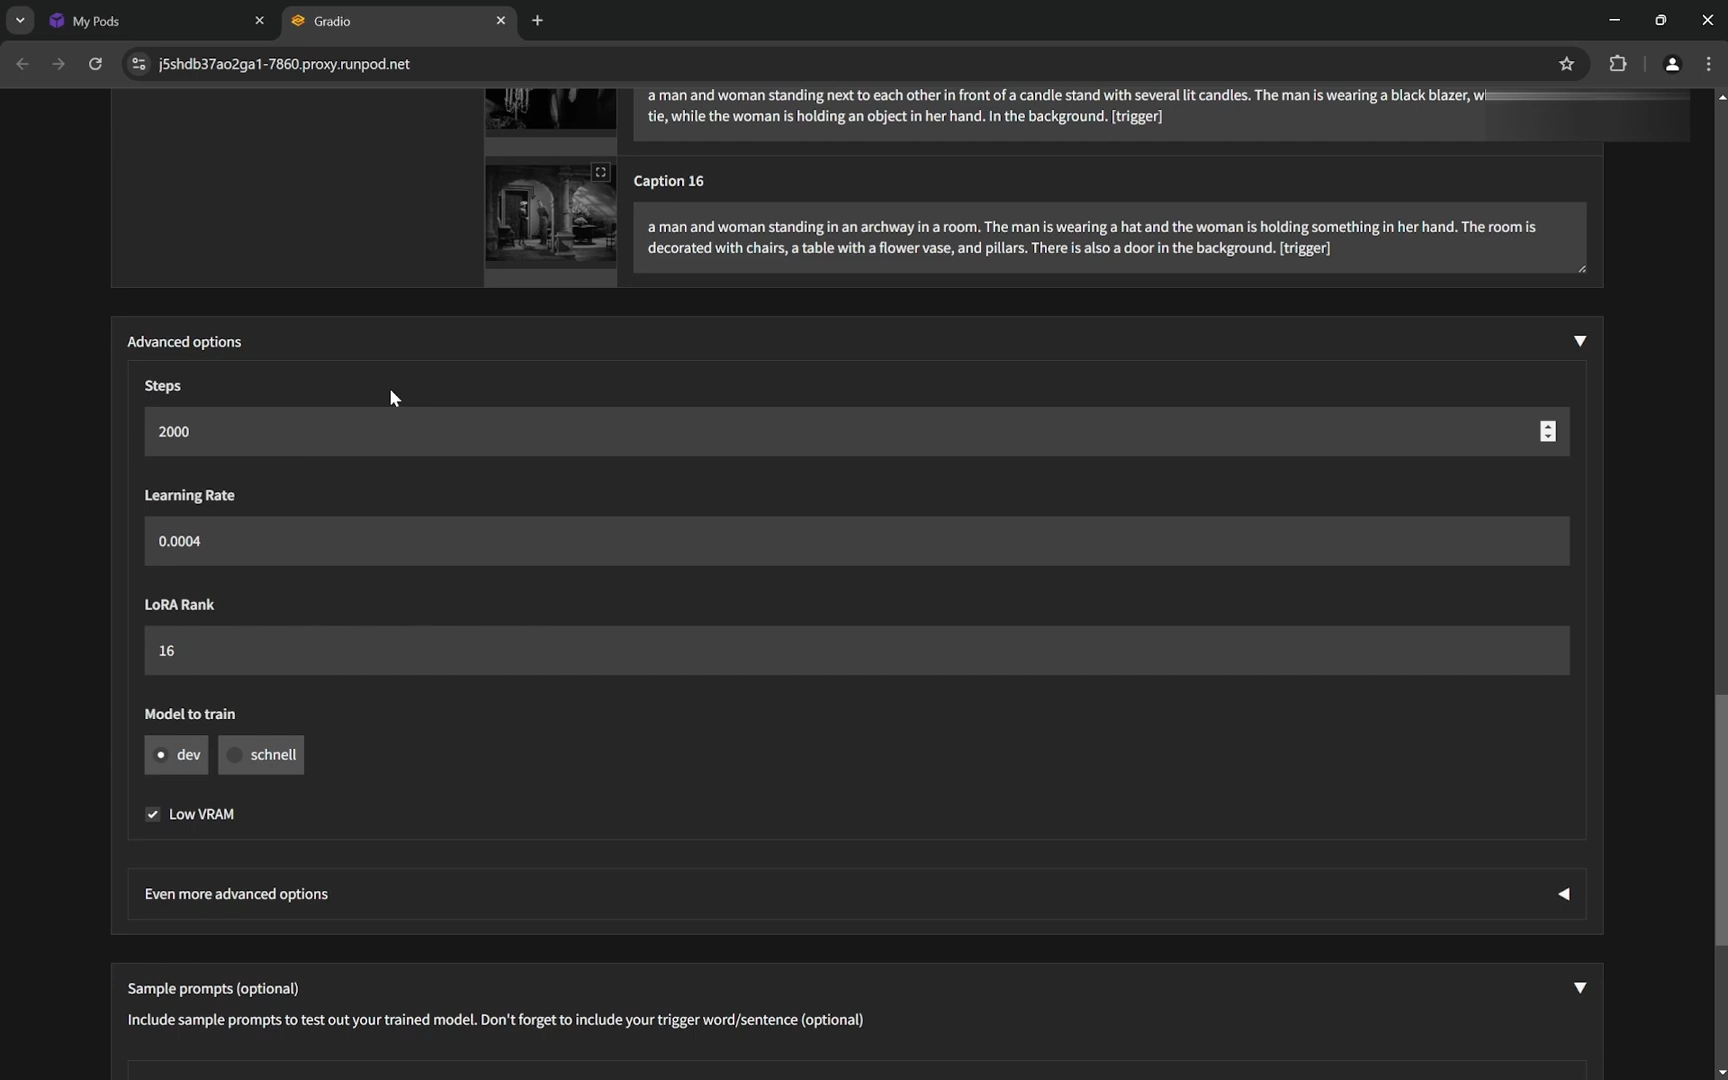 My Pods
Gradio
j5shdb37ao2ga1-7860.proxy.runpod.net
a man and woman standing next to each other in front of a candle stand with several lit candles. The man is wearing a black blazer,
tie, while the woman is holding an object in her hand. In the background. [trigger]
Caption 16
a man and woman standing in an archway in a room. The man is wearing a hat and the woman is holding something in her hand. The room is
decorated with chairs, a table with a flower vase, and pillars. There is also a door in the background. [trigger]
Advanced options
Steps
2000
Learning Rate
0.0004
LoRA Rank
16
Model to train
dev schnell
Low VRAM
Even more advanced options
Sample prompts (optional)
Include sample prompts to test out your trained model. Don't forget to include your trigger word/sentence (optional)